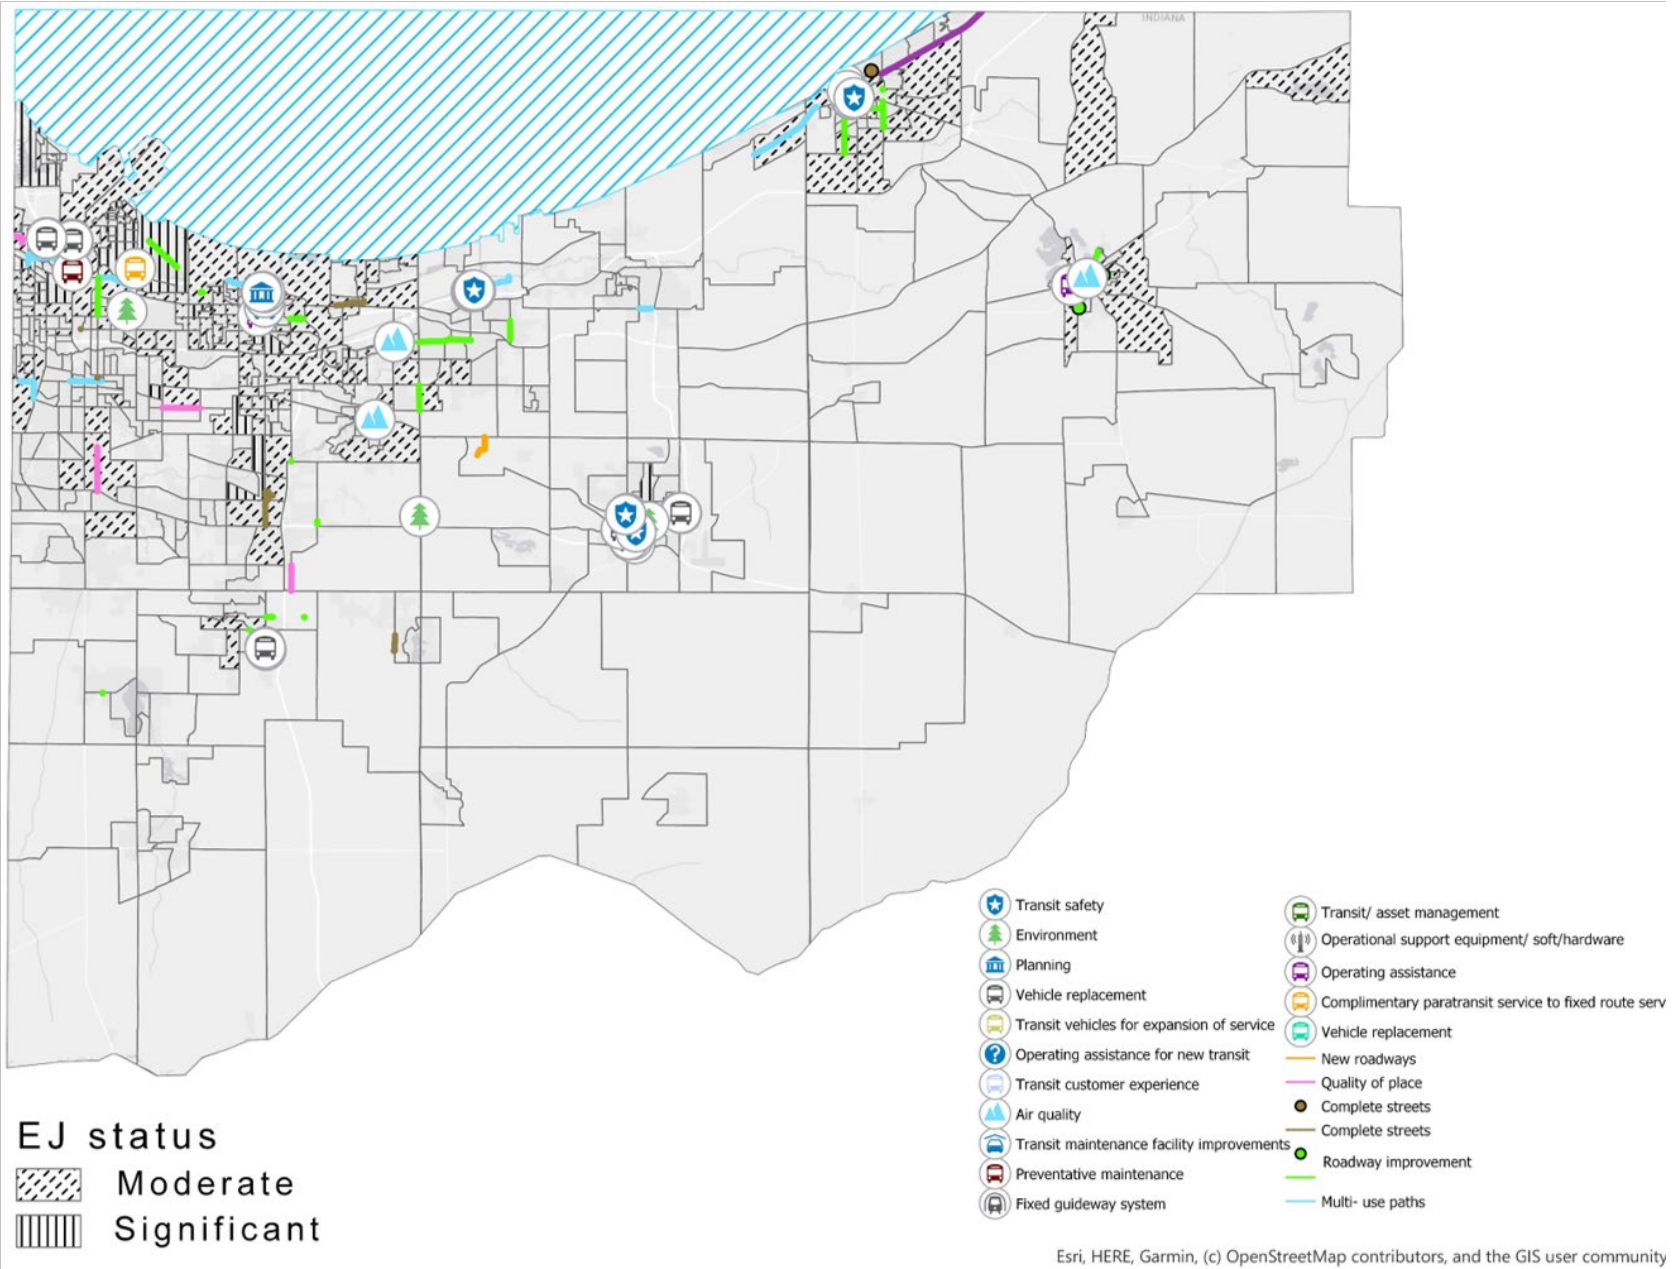 INDIANA
Transit safety
Environment
Planning
Vehicle replacement
Transit vehicles for expansion of service
Operating assistance for new transit
Transit customer experience
Air quality
Transit maintenance facility improvements
Preventative maintenance
Fixed guideway system
Transit/ asset management
Operational support equipment/ soft/hardware
Operating assistance
Complimentary paratransit service to fixed route serv
Vehicle replacement
New roadways
Quality of place
Complete streets
Complete streets
Roadway improvement
Multi- use paths
EJ status
Moderate
Significant
Esri, HERE, Garmin, (c) OpenStreetMap contributors, and the GIS user community